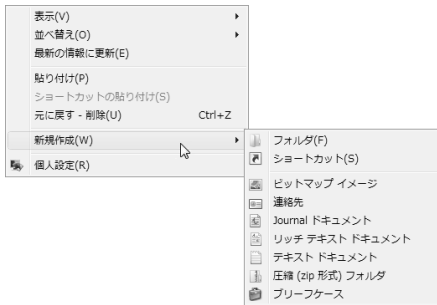 表示(V)
並べ替え(O)
最新の情報に更新(E)
貼り付け(P)
ショートカットの貼り付け(S)
元に戻す - 削除(U) Ctrl+Z
新規作成(W)
個人設定(R)
フォルダ(F)
ショートカット(S)
ビットマップ イメージ
連絡先
Journal ドキュメント
リッチ テキスト ドキュメント
テキスト ドキュメント
圧縮 (zip 形式) フォルダ
ブリーフケース